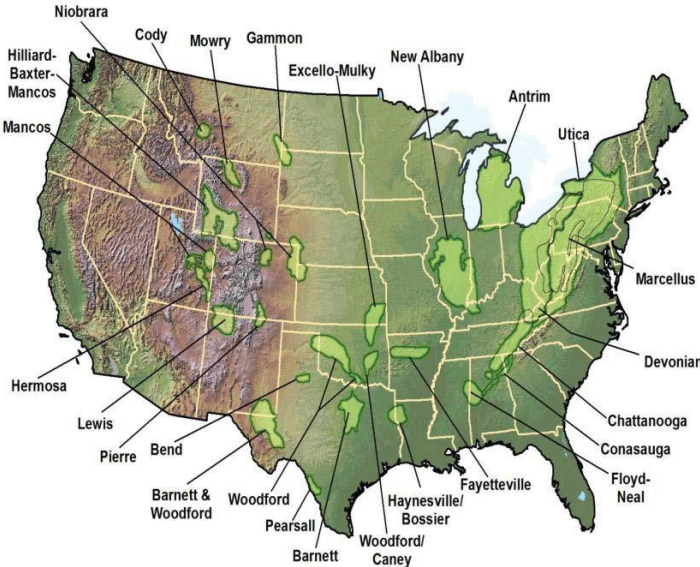 Niobrara
Cody
Mowry
Gammon
Hilliard-
Baxter-
Mancos
Excello-Mulky
New Albany
Antrim
Mancos
Utica
Marcellus
Devonian
Hermosa
Lewis
Chattanooga
Pierre
Bend
Conasauga
Floyd-
Neal
Barnett &
Woodford
Woodford
Fayetteville
Haynesville/
Bossier
Pearsall
Woodford/
Caney
Barnett